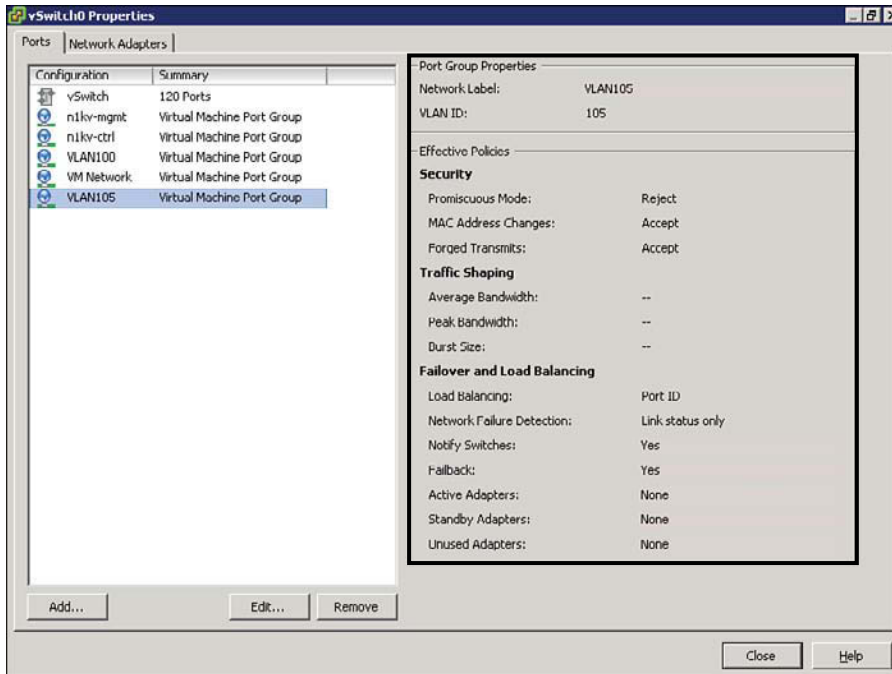 vSwitch0 Properties
Ports Network Adapters
Configuration Summary
vSwitch 120 Ports
n1kv-mgmt Virtual Machine Port Group
n1kv-ctrl Virtual Machine Port Group
VLAN100 Virtual Machine Port Group
VM Network Virtual Machine Port Group
VLAN105 Virtual Machine Port Group
Add... Edit... Remove
Port Group Properties
Network Label: VLAN105
VLAN ID: 105
Effective Policies
Security
Promiscuous Mode: Reject
MAC Address Changes: Accept
Forged Transmits: Accept
Traffic Shaping
Average Bandwidth: --
Peak Bandwidth: --
Burst Size: --
Failover and Load Balancing
Load Balancing: Port ID
Network Failure Detection: Link status only
Notify Switches: Yes
Failback: Yes
Active Adapters: None
Standby Adapters: None
Unused Adapters: None
Close Help